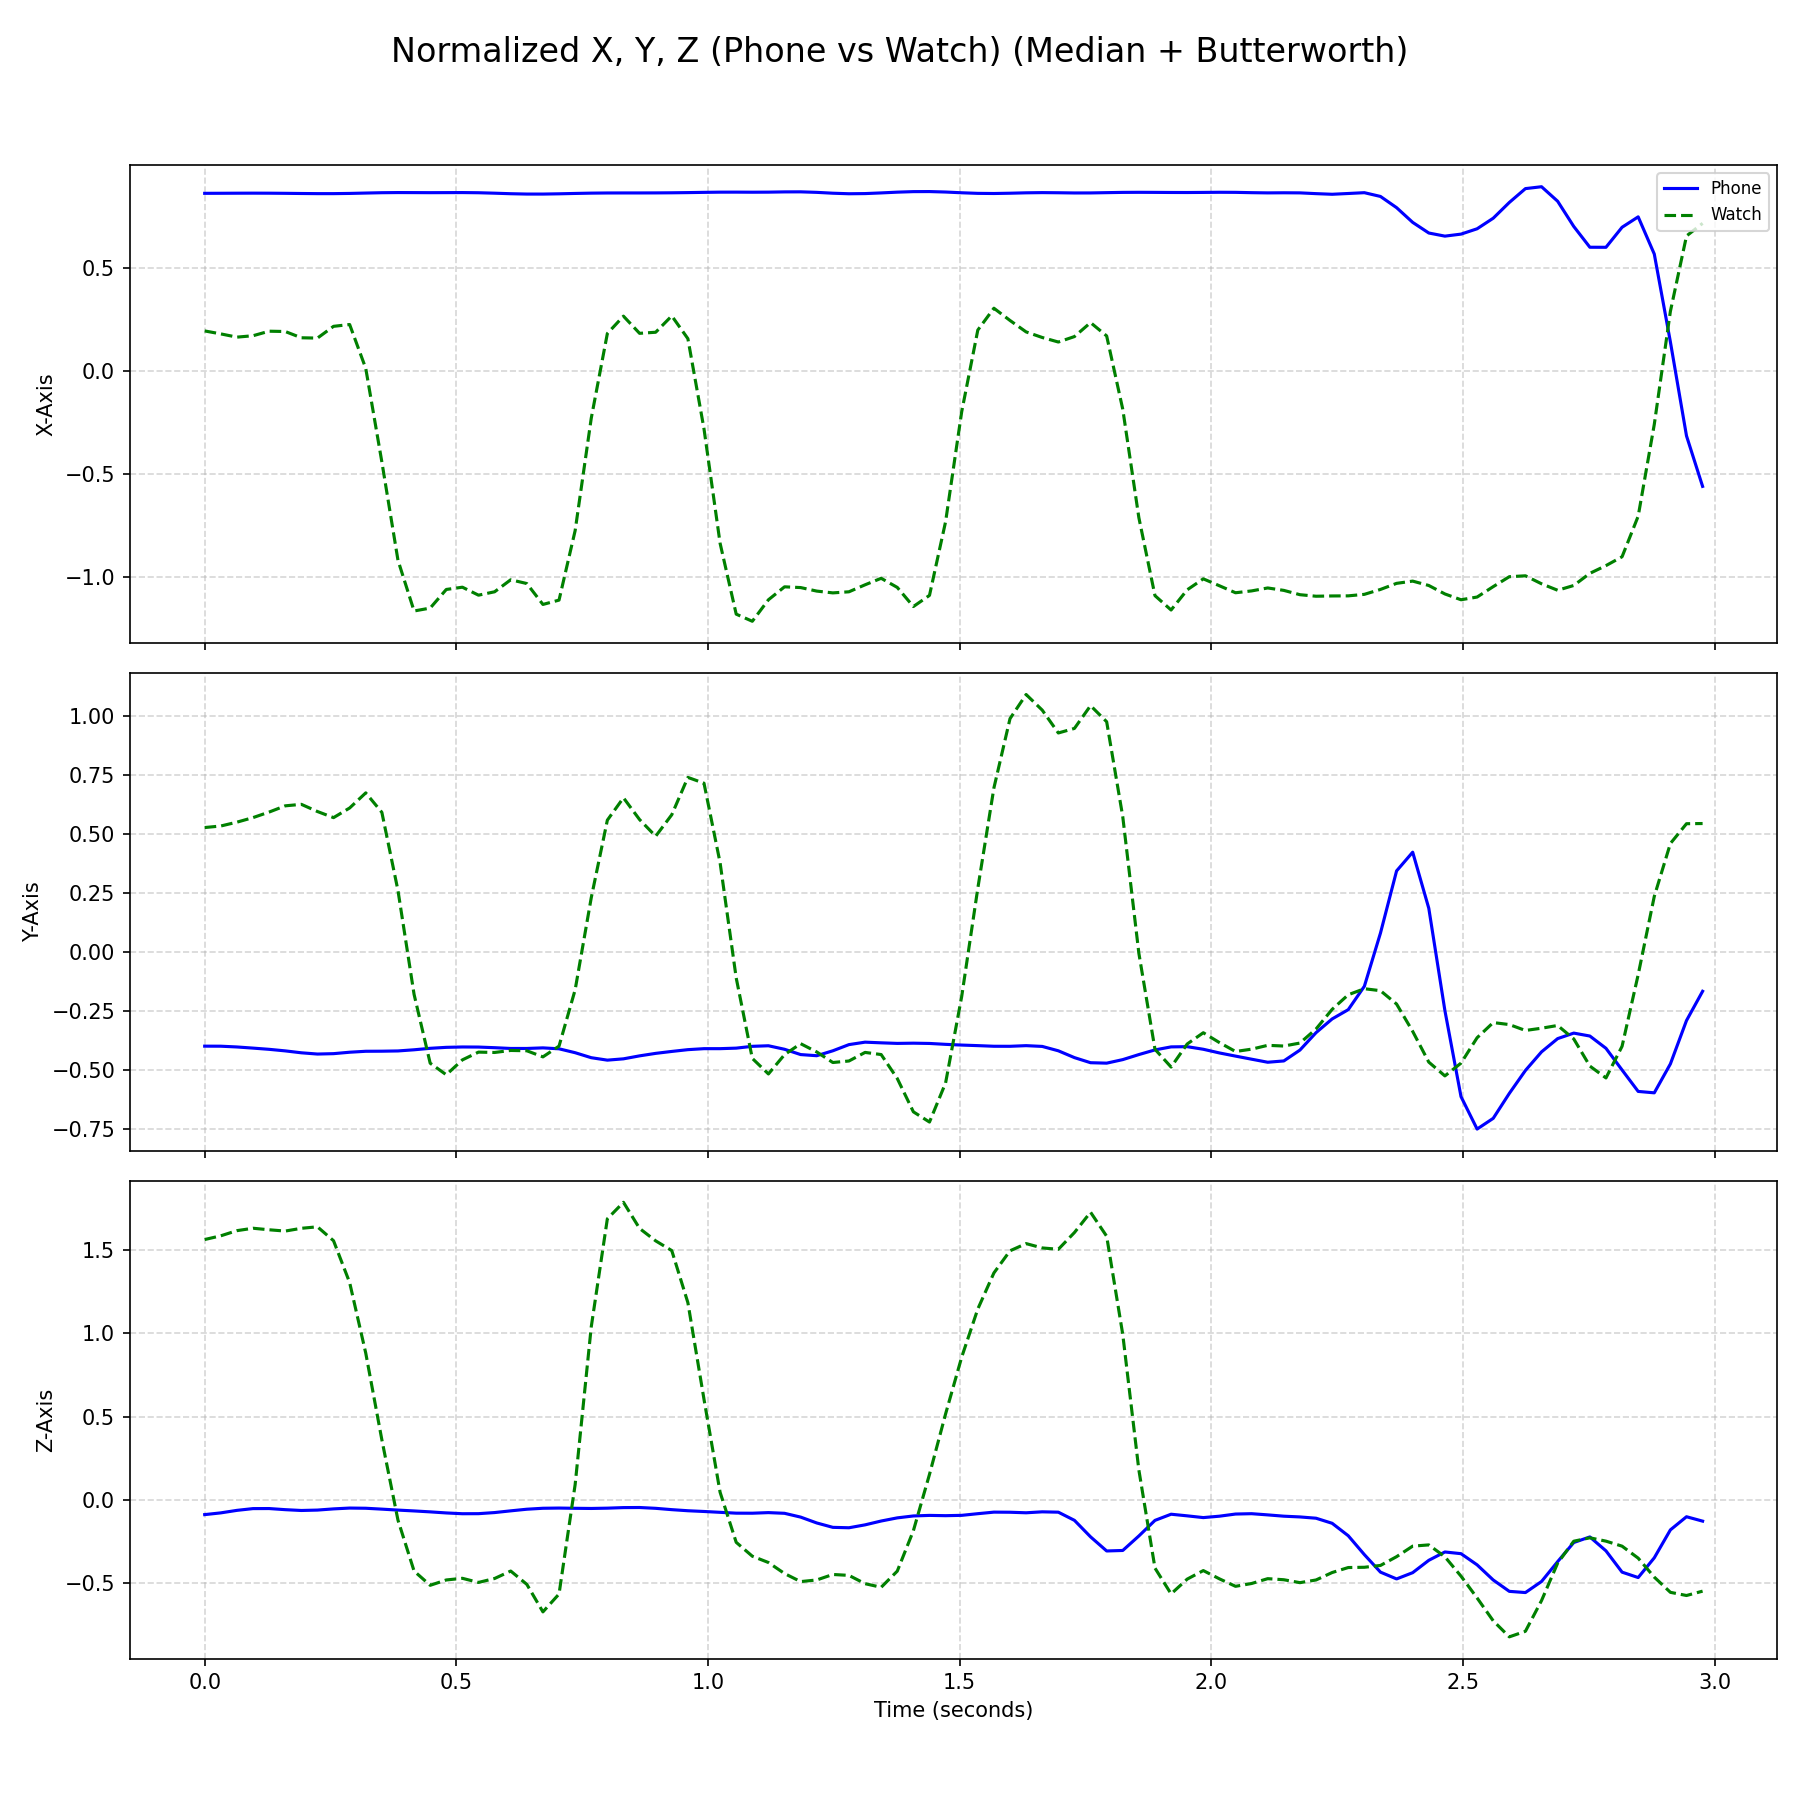 Normalized X, Y, Z (Phone vs Watch) (Median + Butterworth)
Phone
Watch
X-Axis
0.5
0.0
−0.5
−1.0
Y-Axis
1.00
0.75
0.50
0.25
0.00
−0.25
−0.50
−0.75
Z-Axis
1.5
1.0
0.5
0.0
−0.5
0.0 0.5 1.0 1.5 2.0 2.5 3.0
Time (seconds)